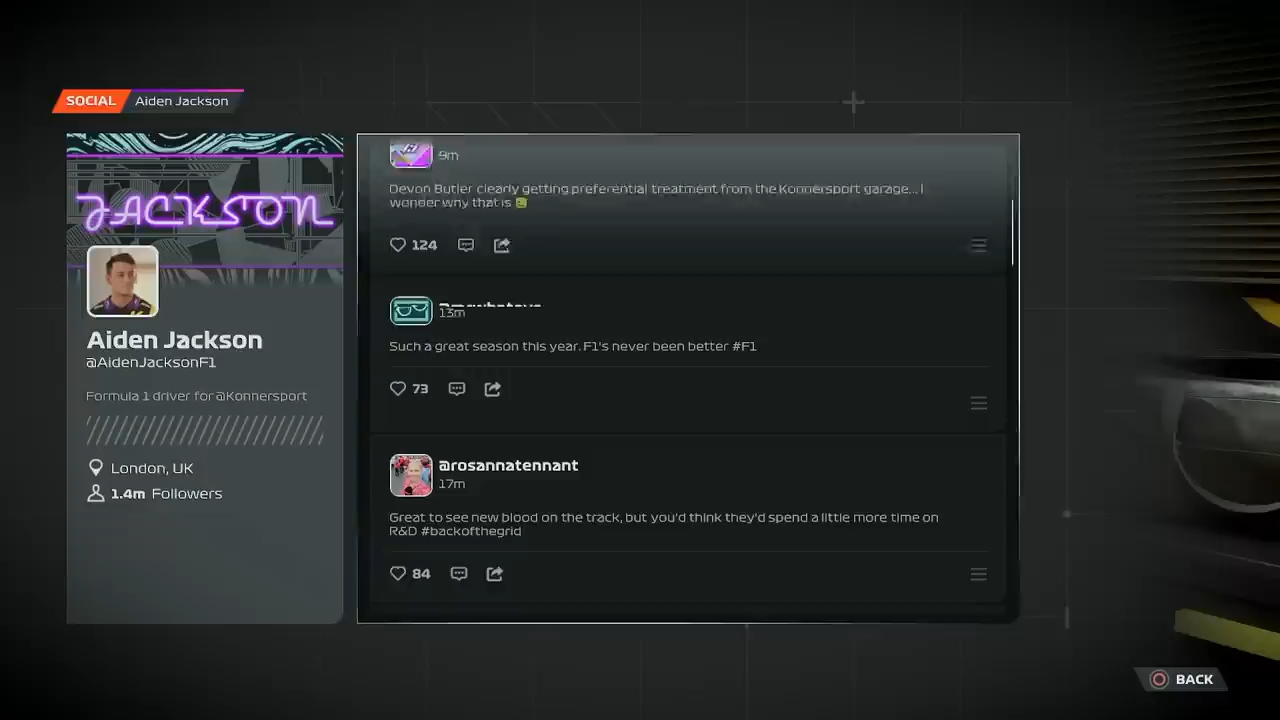 SOCIAL
Aiden Jackson
JACKSON
Aiden Jackson
@AidenJacksonF1
Formula 1 driver for @Konnersport
London, UK
1.4m Followers
9m
Devon Butler clearly getting preferential treatment from the Konnersport garage... I
wonder why that is
124
13m
Such a great season this year. F1's never been better #F1
73
@rosannatennant
17m
Great to see new blood on the track, but you'd think they'd spend a little more time on
R&D #backofthegrid
84
BACK